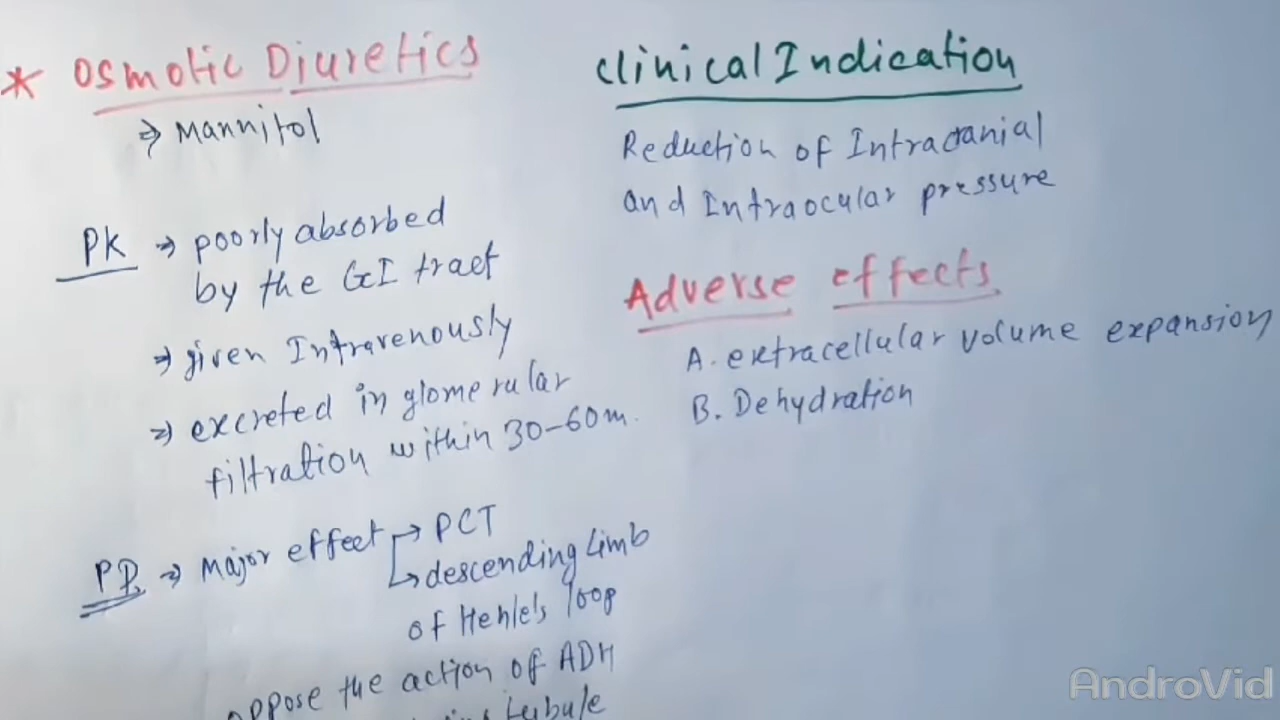 * Osmotic Diuretics
⇒ Mannitol
PK ⇒ poorly absorbed
by the GI tract
⇒ given Intravenously
⇒ excreted in glomerular
filtration within 30-60m.
PD ⇒ Major effect → PCT
↳ descending limb
of Henle's loop
oppose the action of ADH
tubule
Clinical Indication
Reduction of Intracranial
and Intraocular pressure
Adverse effects
A. extracellular volume expansion
B. Dehydration
AndroVid